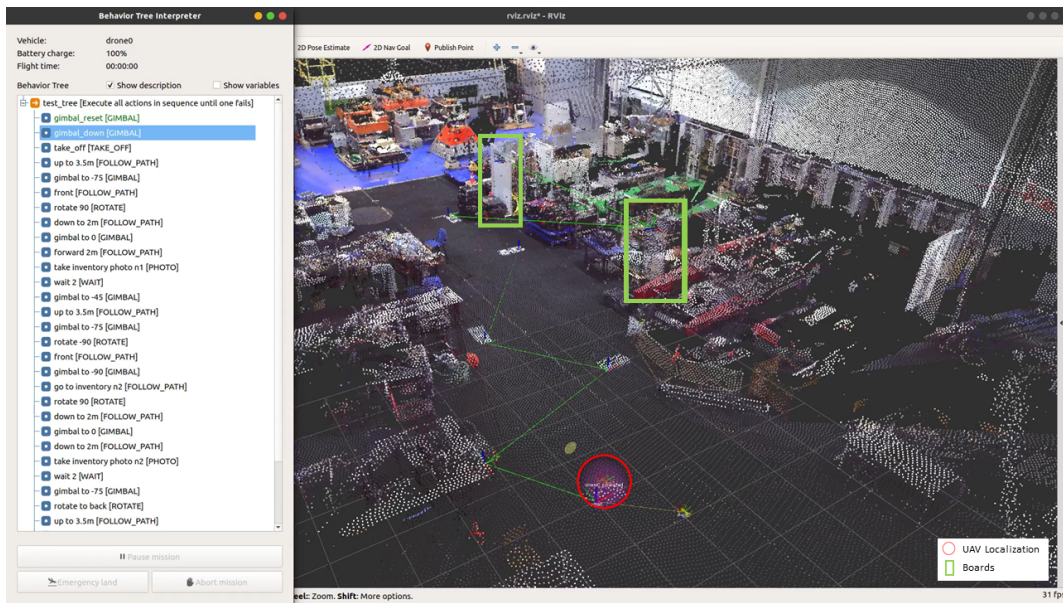 Behavior Tree Interpreter
rviz.rviz* - RViz
Vehicle: drone0
Battery charge: 100%
Flight time: 00:00:00
Behavior Tree Show description Show variables
2D Pose Estimate 2D Nav Goal Publish Point
test_tree [Execute all actions in sequence until one fails]
gimbal_reset [GIMBAL]
gimbal_down [GIMBAL]
take_off [TAKE_OFF]
up to 3.5m [FOLLOW_PATH]
gimbal to -75 [GIMBAL]
front [FOLLOW_PATH]
rotate 90 [ROTATE]
down to 2m [FOLLOW_PATH]
gimbal to 0 [GIMBAL]
forward 2m [FOLLOW_PATH]
take inventory photo n1 [PHOTO]
wait 2 [WAIT]
gimbal to -45 [GIMBAL]
up to 3.5m [FOLLOW_PATH]
gimbal to -75 [GIMBAL]
rotate -90 [ROTATE]
front [FOLLOW_PATH]
gimbal to -90 [GIMBAL]
go to inventory n2 [FOLLOW_PATH]
rotate 90 [ROTATE]
down to 2m [FOLLOW_PATH]
gimbal to 0 [GIMBAL]
down to 2m [FOLLOW_PATH]
take inventory photo n2 [PHOTO]
wait 2 [WAIT]
gimbal to -75 [GIMBAL]
rotate to back [ROTATE]
up to 3.5m [FOLLOW_PATH]
Pause mission
Emergency land Abort mission
UAV Localization
Boards
eel: Zoom. Shift: More options.
31 fp